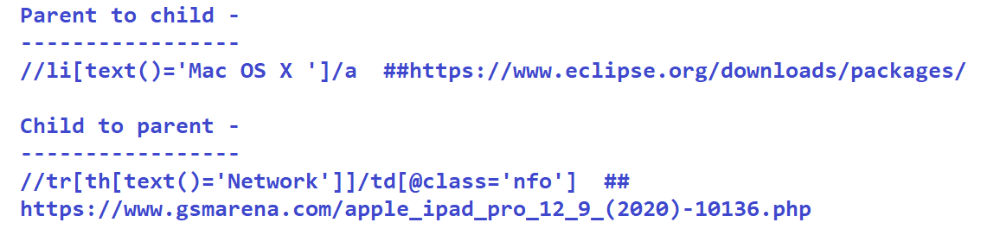 Parent to child -
-----------------
//li[text()='Mac OS X ']/a  ##https://www.eclipse.org/downloads/packages/
Child to parent -
-----------------
//tr[th[text()='Network']]/td[@class='nfo']  ##
https://www.gsmarena.com/apple_ipad_pro_12_9_(2020)-10136.php